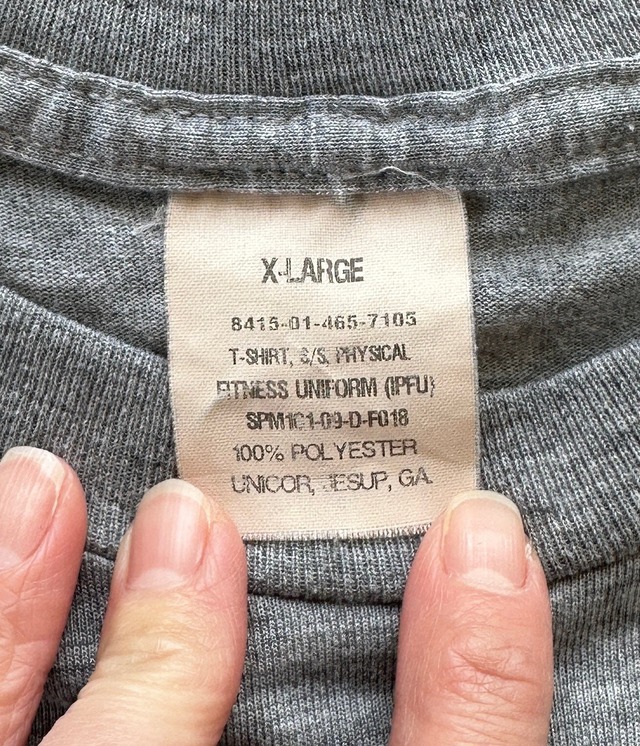 X-LARGE
8415-01-465-7105
T-SHIRT, S/S, PHYSICAL
FITNESS UNIFORM (IPFU)
SPM1C1-09-D-F018
100% POLYESTER
UNICOR, JESUP, GA.